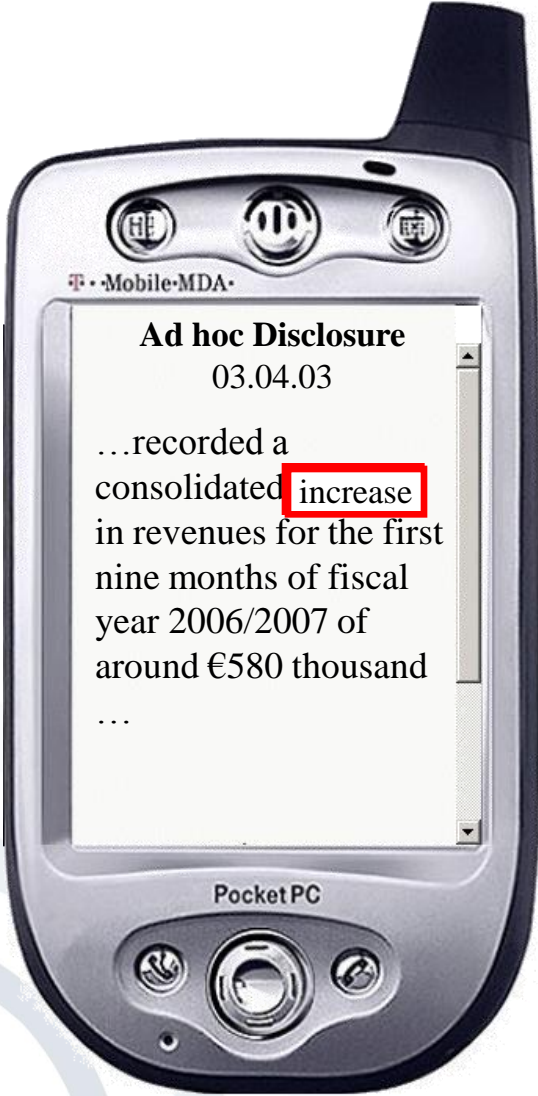 T··Mobile·MDA·
Ad hoc Disclosure
03.04.03
…recorded a
consolidated increase
in revenues for the first
nine months of fiscal
year 2006/2007 of
around €580 thousand
…
Pocket PC